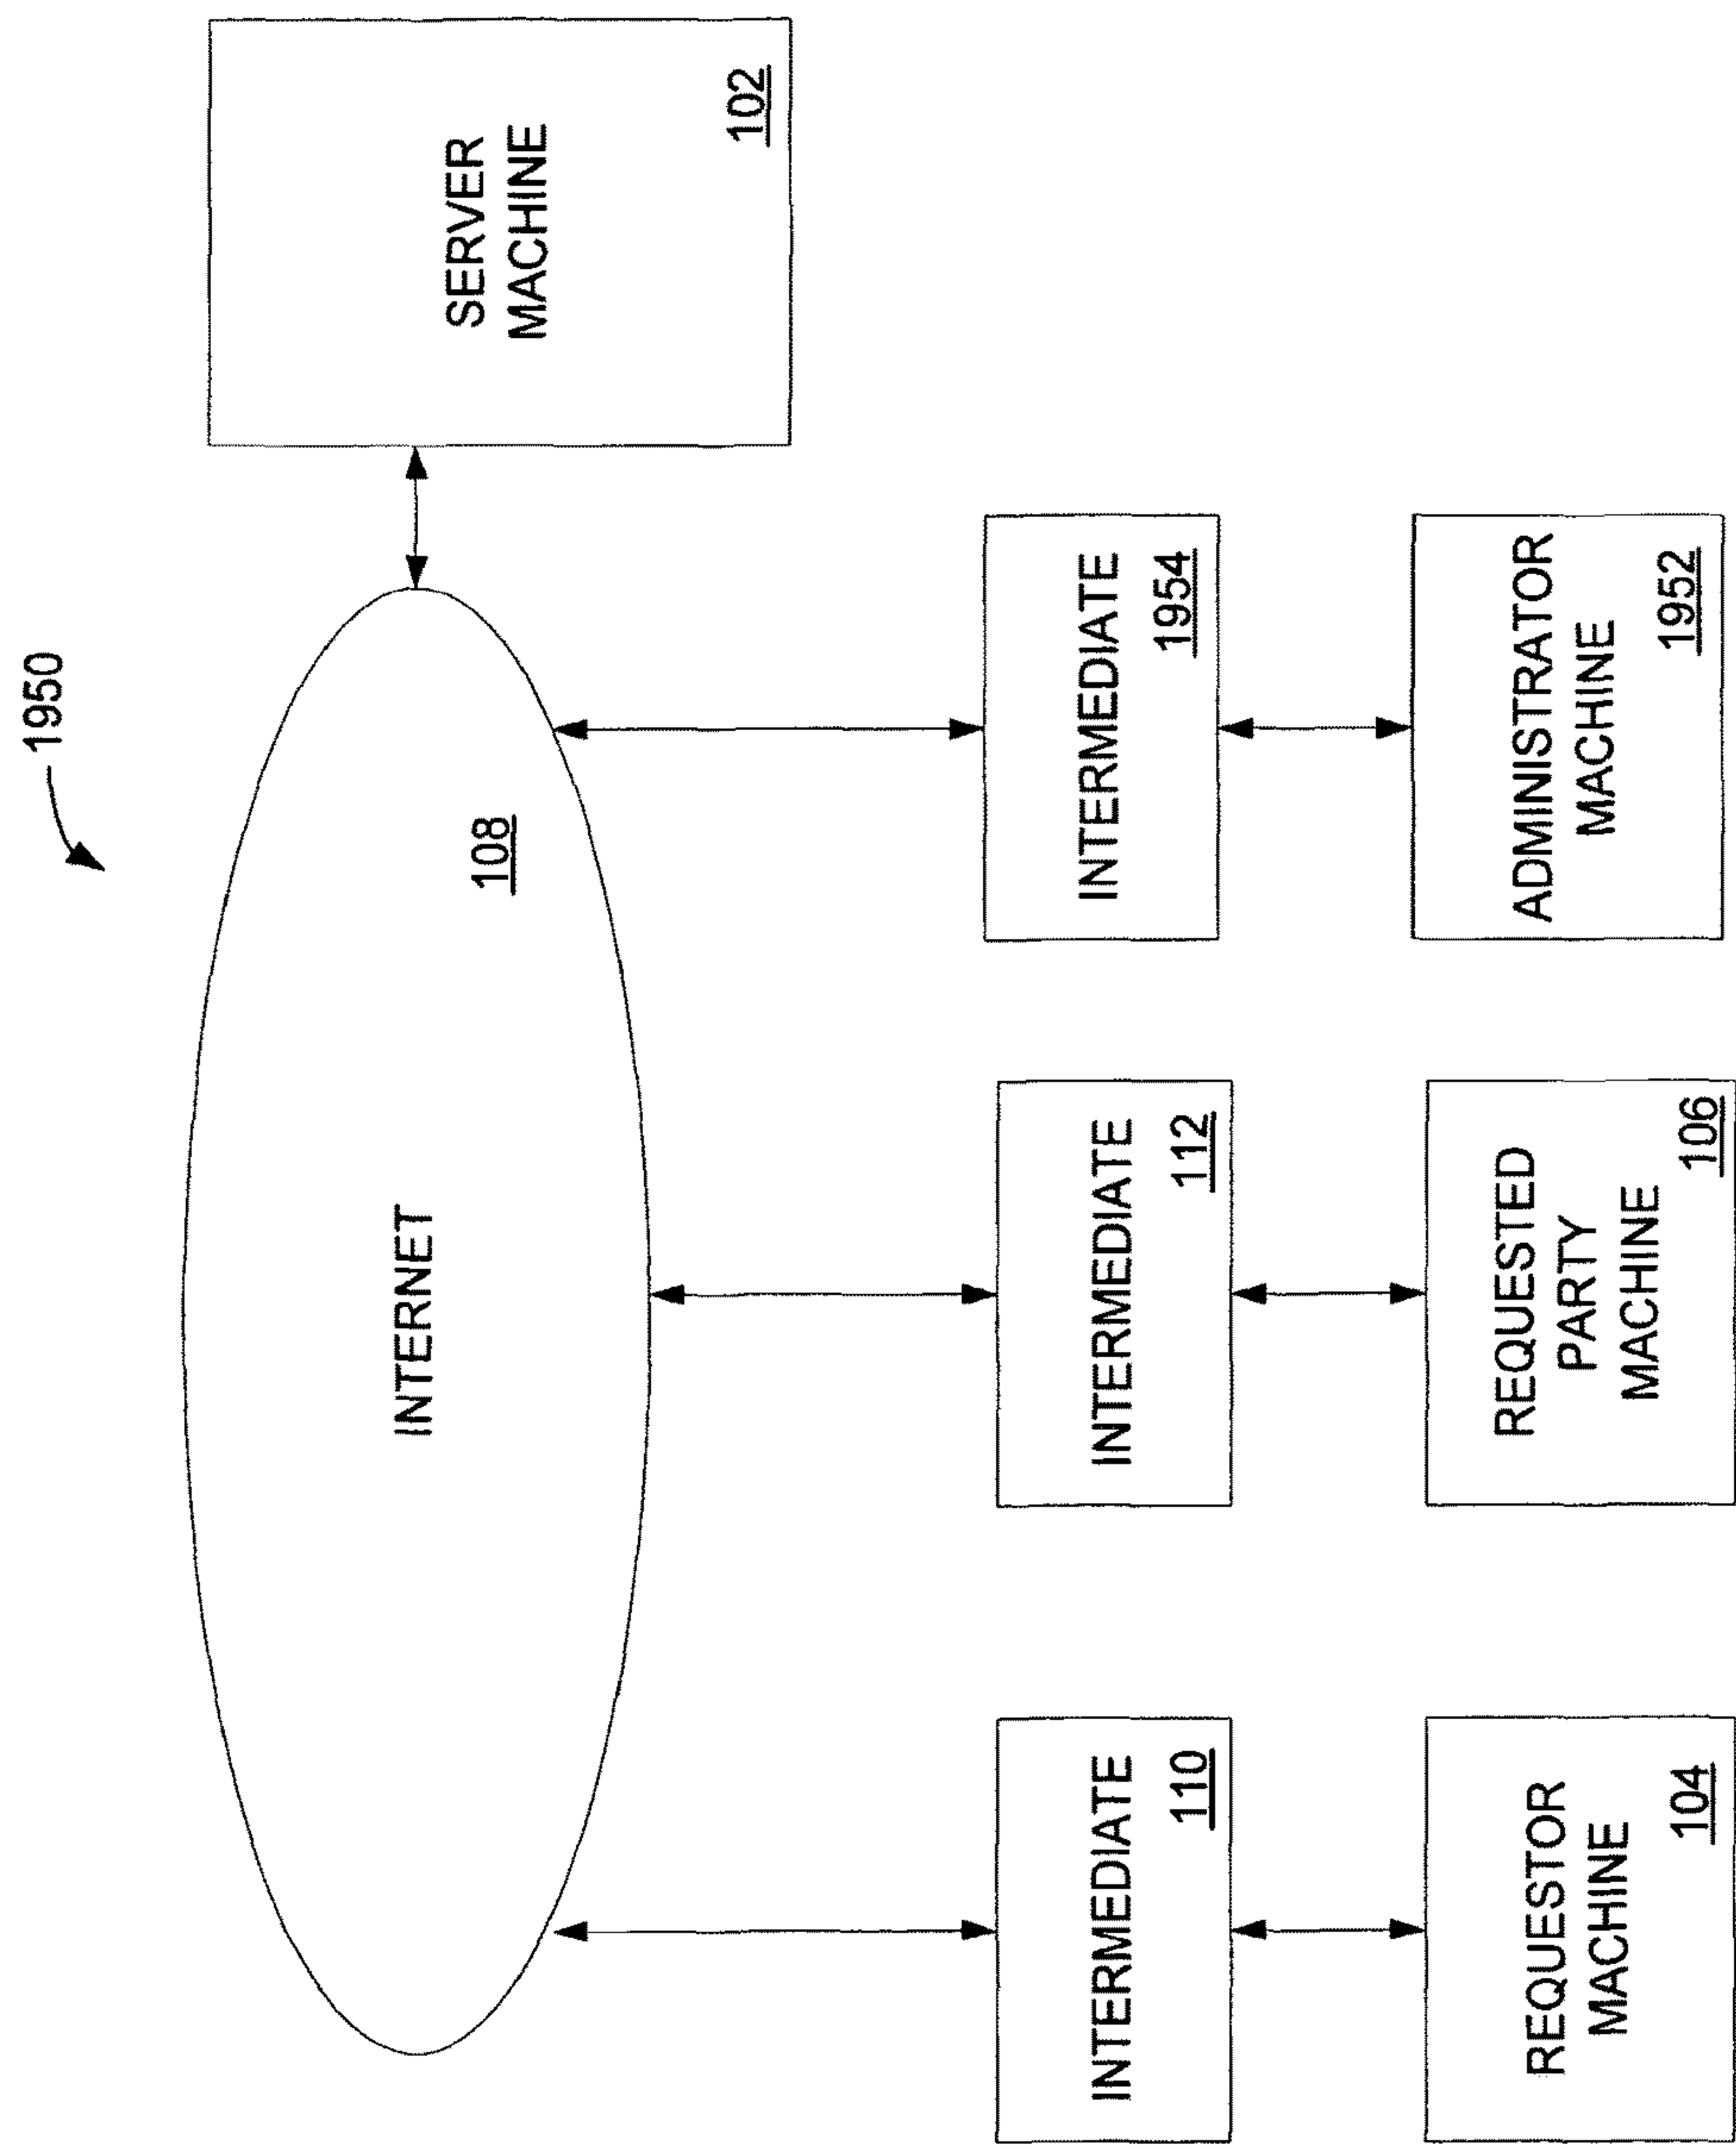 1950
INTERNET
108
SERVER
MACHINE
102
INTERMEDIATE
110
INTERMEDIATE
112
INTERMEDIATE
1954
REQUESTOR
MACHINE
104
REQUESTED
PARTY
MACHINE
106
ADMINISTRATOR
MACHINE
1952